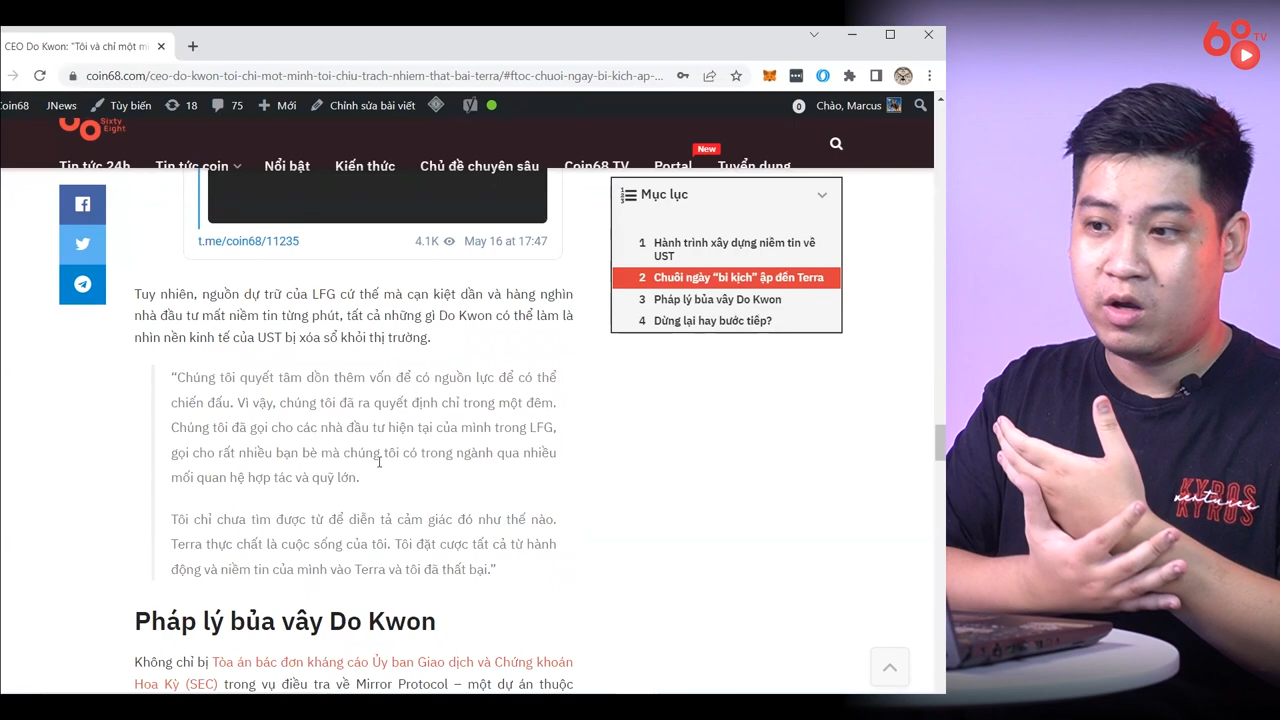 68
TV
CEO Do Kwon: "Tôi và chỉ một mì
coin68.com/ceo-do-kwon-toi-chi-mot-minh-toi-chiu-trach-nhiem-that-bai-terra/#ftoc-chuoi-ngay-bi-kich-ap-...
Coin68 JNews Tùy biến 18 75 Mới Chỉnh sửa bài viết 0 Chào, Marcus
Sixty
Eight
New
Tin tức 24h Tin tức coin Nổi bật Kiến thức Chủ đề chuyên sâu Coin68 TV Portal Tuyển dụng
t.me/coin68/11235 4.1K May 16 at 17:47
Tuy nhiên, nguồn dự trữ của LFG cứ thế mà cạn kiệt dần và hàng nghìn
nhà đầu tư mất niềm tin từng phút, tất cả những gì Do Kwon có thể làm là
nhìn nền kinh tế của UST bị xóa sổ khỏi thị trường.
“Chúng tôi quyết tâm dồn thêm vốn để có nguồn lực để có thể
chiến đấu. Vì vậy, chúng tôi đã ra quyết định chỉ trong một đêm.
Chúng tôi đã gọi cho các nhà đầu tư hiện tại của mình trong LFG,
gọi cho rất nhiều bạn bè mà chúng tôi có trong ngành qua nhiều
mối quan hệ hợp tác và quỹ lớn.
Tôi chỉ chưa tìm được từ để diễn tả cảm giác đó như thế nào.
Terra thực chất là cuộc sống của tôi. Tôi đặt cược tất cả từ hành
động và niềm tin của mình vào Terra và tôi đã thất bại.”
Pháp lý bủa vây Do Kwon
Không chỉ bị Tòa án bác đơn kháng cáo Ủy ban Giao dịch và Chứng khoán
Hoa Kỳ (SEC) trong vụ điều tra về Mirror Protocol – một dự án thuộc
Mục lục
1 Hành trình xây dựng niềm tin về
UST
2 Chuỗi ngày “bi kịch” ập đến Terra
3 Pháp lý bủa vây Do Kwon
4 Dừng lại hay bước tiếp?
KYROS
ventures
KYROS